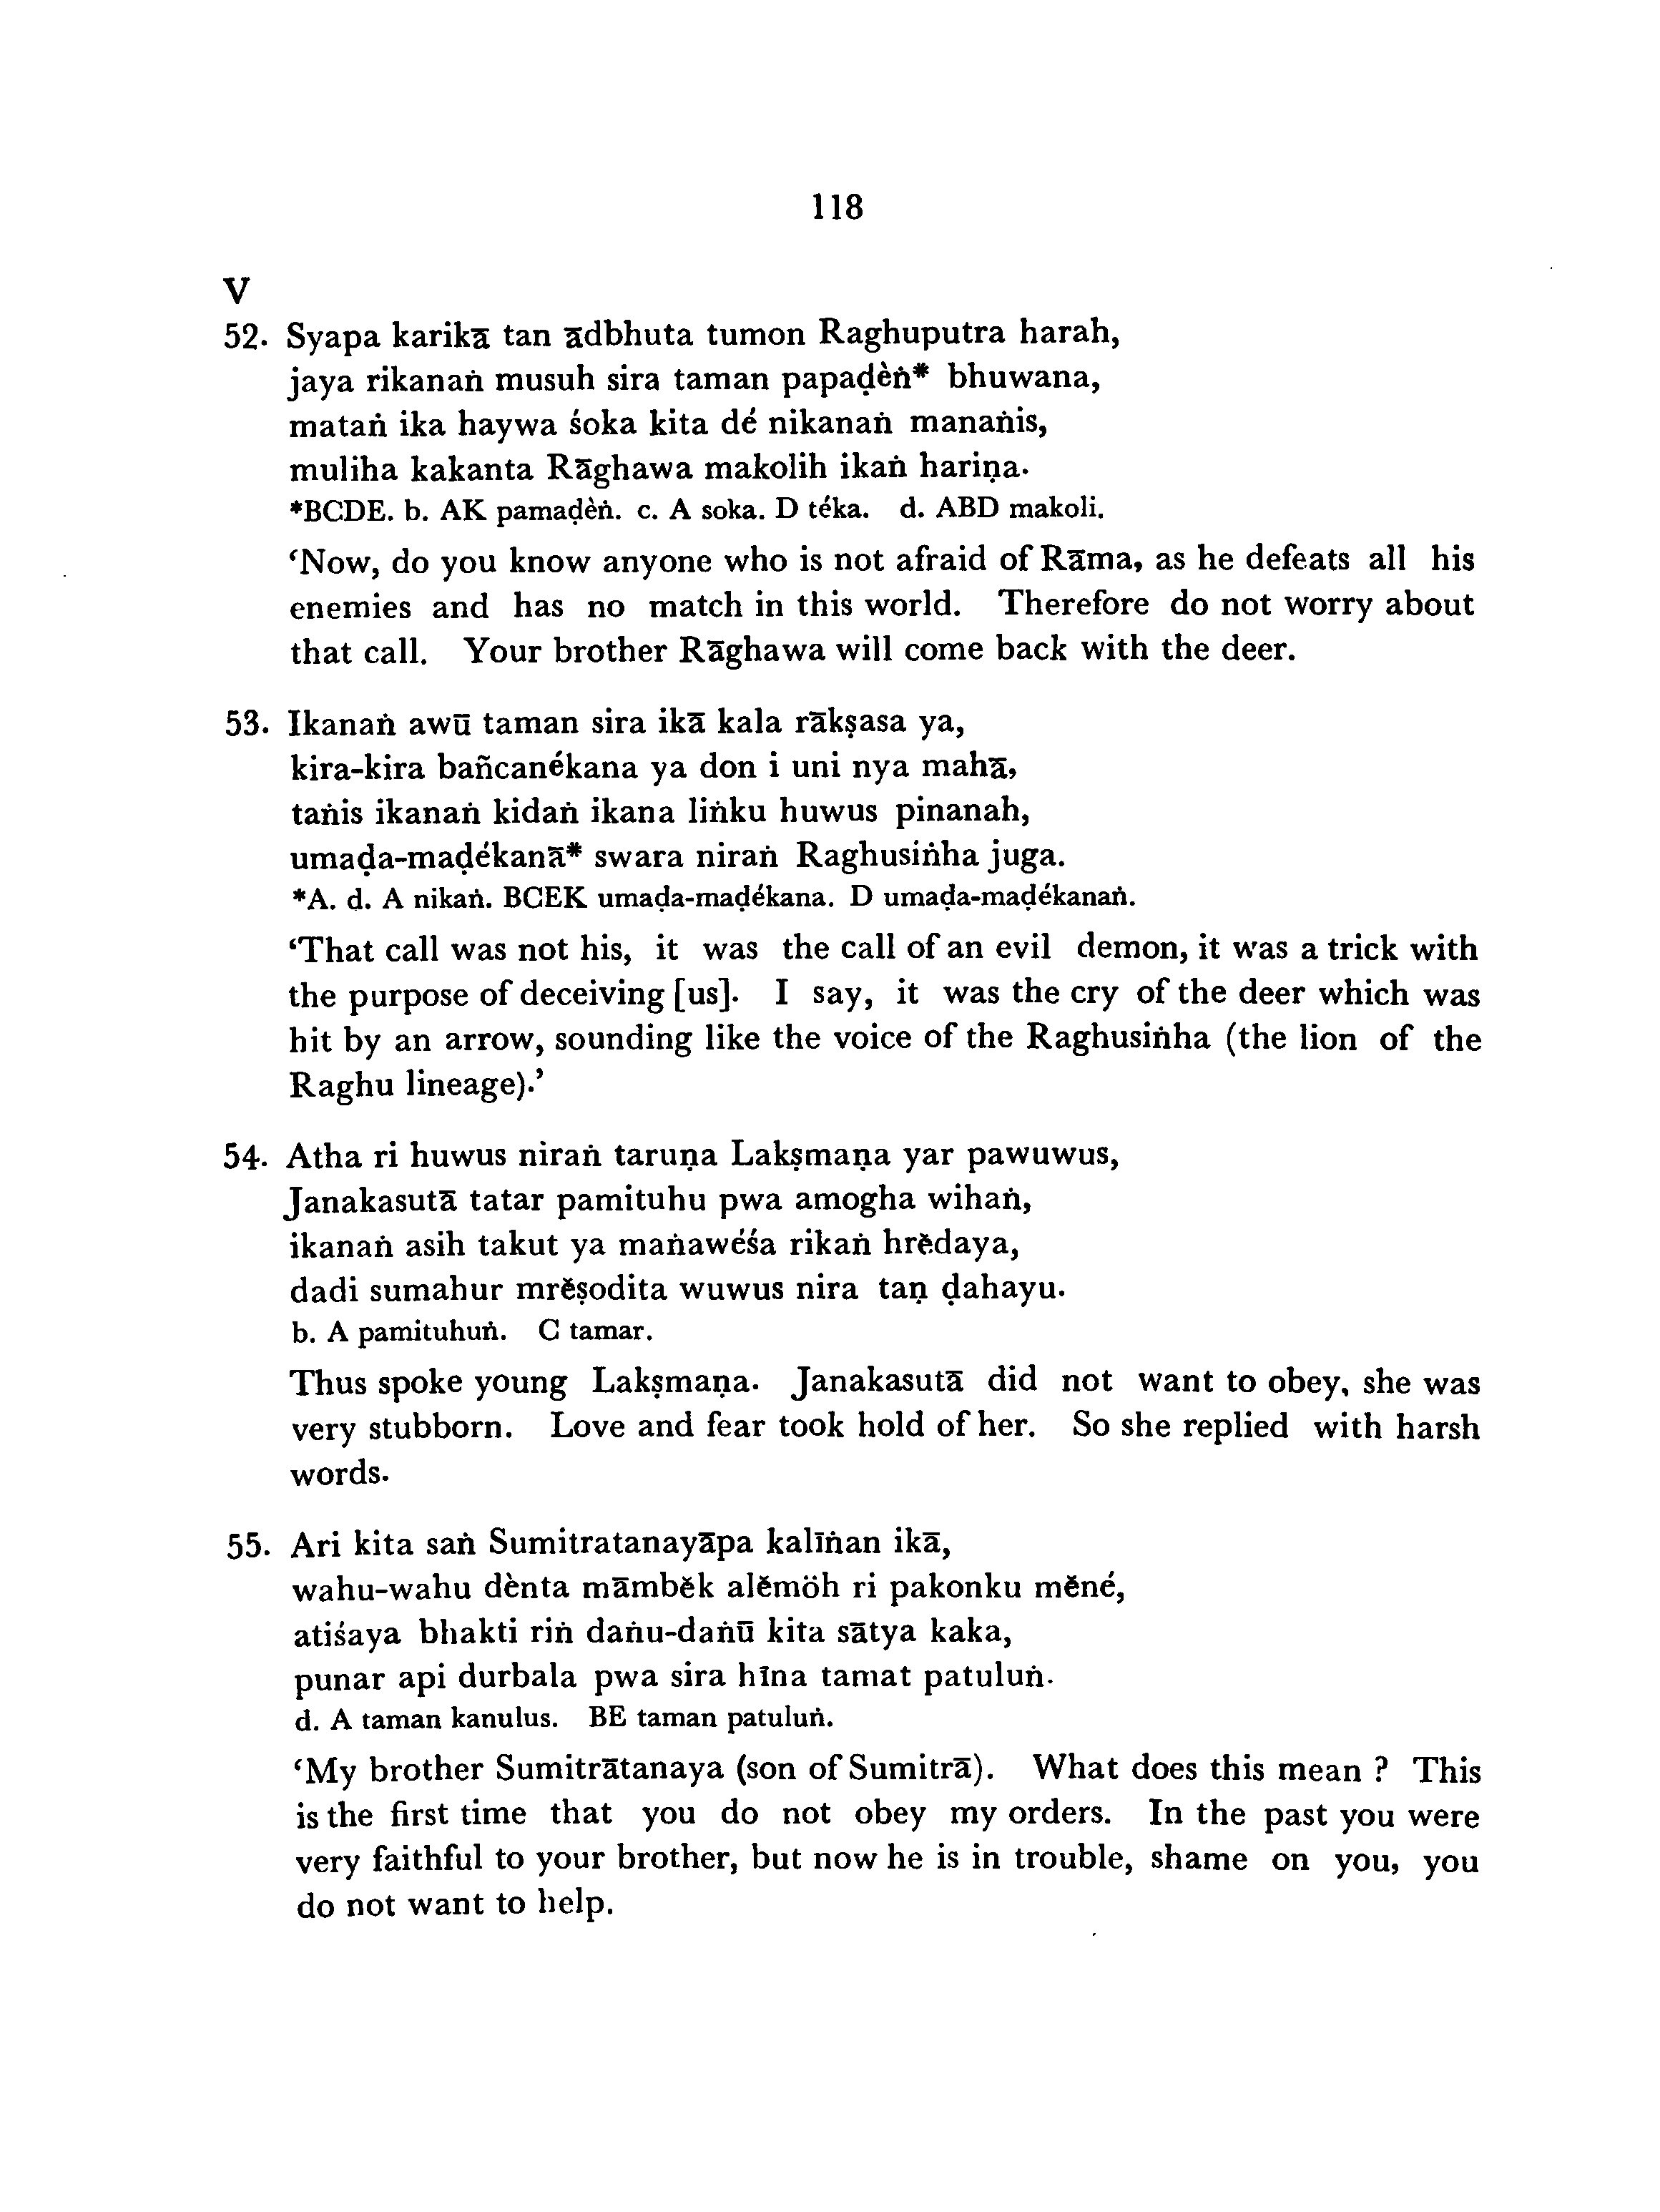 118
V
52. Syapa karikā tan ādbhuta tumon Raghuputra harah,
jaya rikanaṅ musuh sira taman papaḍèṅ* bhuwana,
mataṅ ika haywa śoka kita dé nikanaṅ manaṅis,
muliha kakanta Rāghawa makolih ikaṅ hariṇa.
*BCDE. b. AK pamaḍèṅ. c. A soka. D téka. d. ABD makoli.
‘Now, do you know anyone who is not afraid of Rāma, as he defeats all his
enemies and has no match in this world. Therefore do not worry about
that call. Your brother Rāghawa will come back with the deer.
53. Ikanaṅ awū taman sira ikā kala rākṣasa ya,
kira-kira bañcanékana ya don i uni nya mahā,
taṅis ikanaṅ kidaṅ ikana liṅku huwus pinanah,
umaḍa-maḍékanā* swara niraṅ Raghusiṅha juga.
*A. d. A nikaṅ. BCEK umaḍa-maḍékana. D umaḍa-maḍékanaṅ.
‘That call was not his, it was the call of an evil demon, it was a trick with
the purpose of deceiving [us]. I say, it was the cry of the deer which was
hit by an arrow, sounding like the voice of the Raghusiṅha (the lion of the
Raghu lineage).’
54. Atha ri huwus niraṅ taruṇa Lakṣmaṇa yar pawuwus,
Janakasutā tatar pamituhu pwa amogha wihaṅ,
ikanaṅ asih takut ya maṅawéśa rikaṅ hrĕdaya,
dadi sumahur mrĕṣodita wuwus nira taṇ ḍahayu.
b. A pamituhuṅ. C tamar.
Thus spoke young Lakṣmaṇa. Janakasutā did not want to obey, she was
very stubborn. Love and fear took hold of her. So she replied with harsh
words.
55. Ari kita saṅ Sumitratanayāpa kalīṅan ikā,
wahu-wahu dènta māmbĕk alĕmöh ri pakonku mĕné,
atiśaya bhakti riṅ daṅu-daṅū kita sātya kaka,
punar api durbala pwa sira hīna tamat patuluṅ.
d. A taman kanulus. BE taman patuluṅ.
‘My brother Sumitrātanaya (son of Sumitrā). What does this mean ? This
is the first time that you do not obey my orders. In the past you were
very faithful to your brother, but now he is in trouble, shame on you, you
do not want to help.